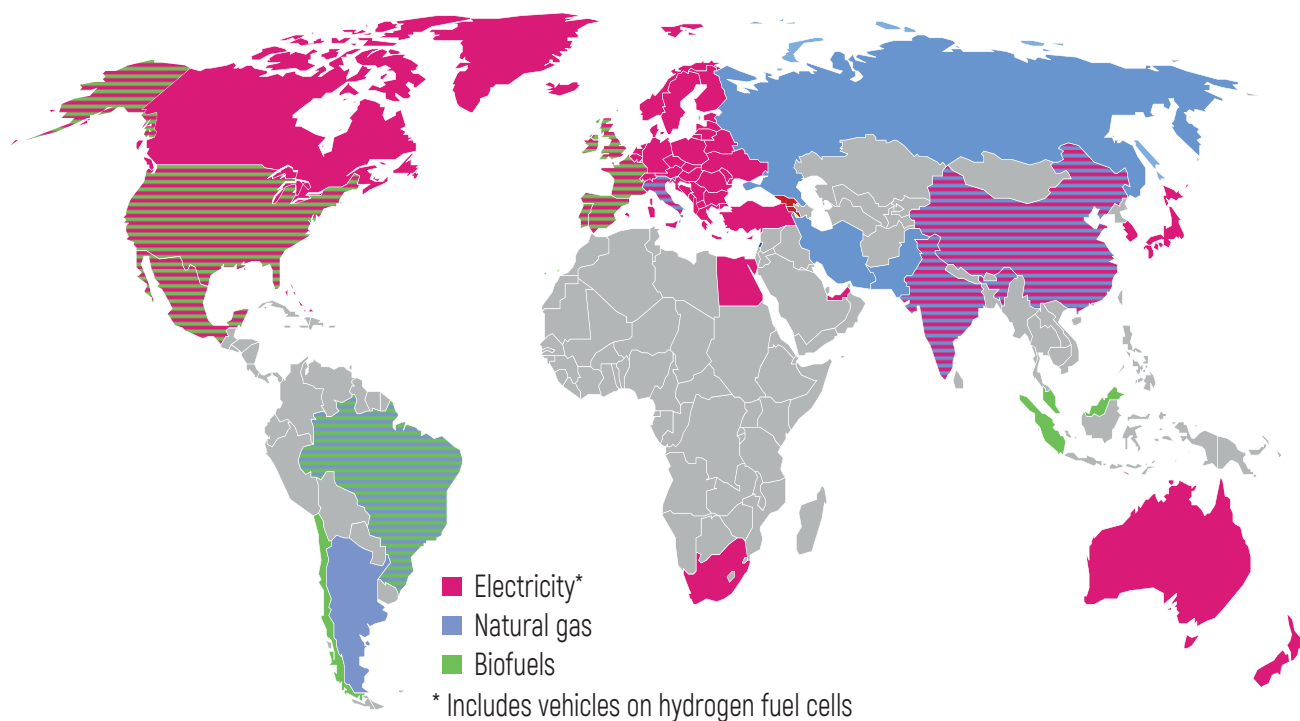 Electricity*
Natural gas
Biofuels
* Includes vehicles on hydrogen fuel cells